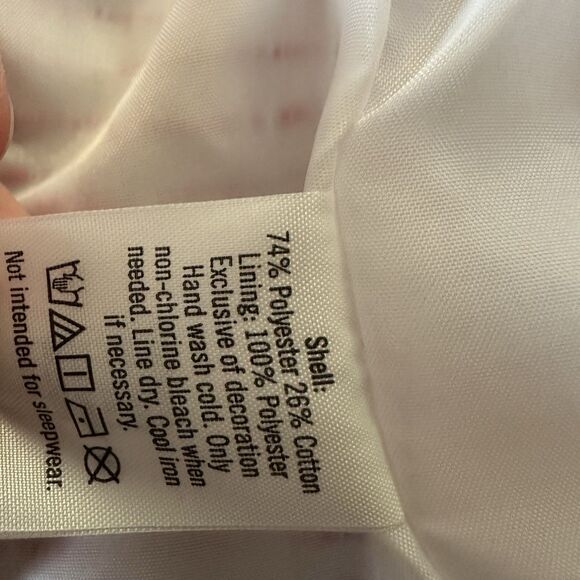 Shell:
74% Polyester 26% Cotton
Lining: 100% Polyester
Exclusive of decoration
Hand wash cold. Only
non-chlorine bleach when
needed. Line dry. Cool iron
if necessary.
Not intended for sleepwear.